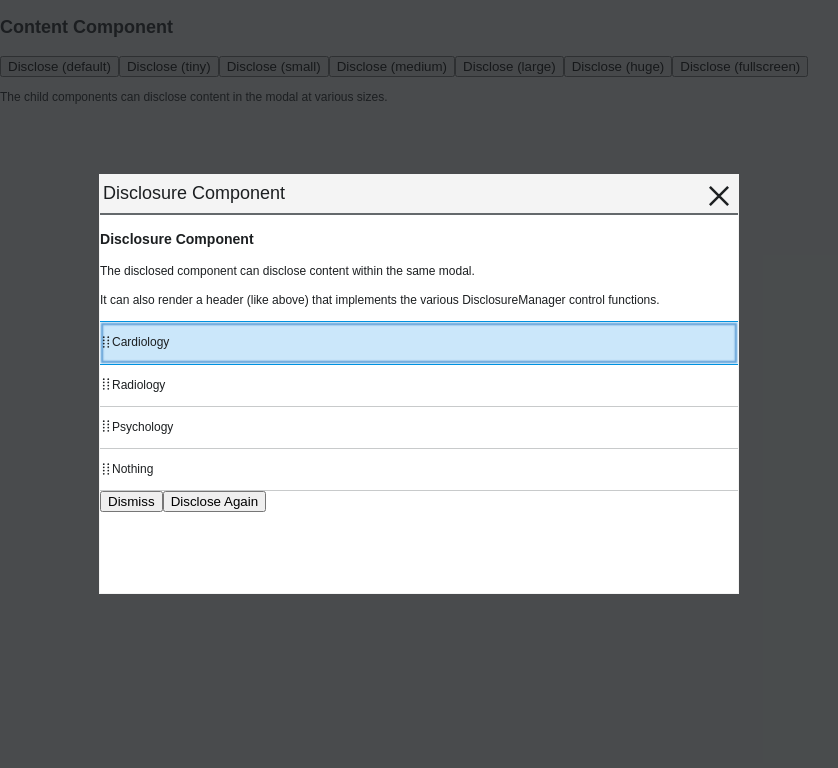 Content Component
Disclose (default) Disclose (tiny) Disclose (small) Disclose (medium) Disclose (large) Disclose (huge) Disclose (fullscreen)
The child components can disclose content in the modal at various sizes.
Disclosure Component
Disclosure Component
The disclosed component can disclose content within the same modal.
It can also render a header (like above) that implements the various DisclosureManager control functions.
Cardiology
Radiology
Psychology
Nothing
Dismiss Disclose Again